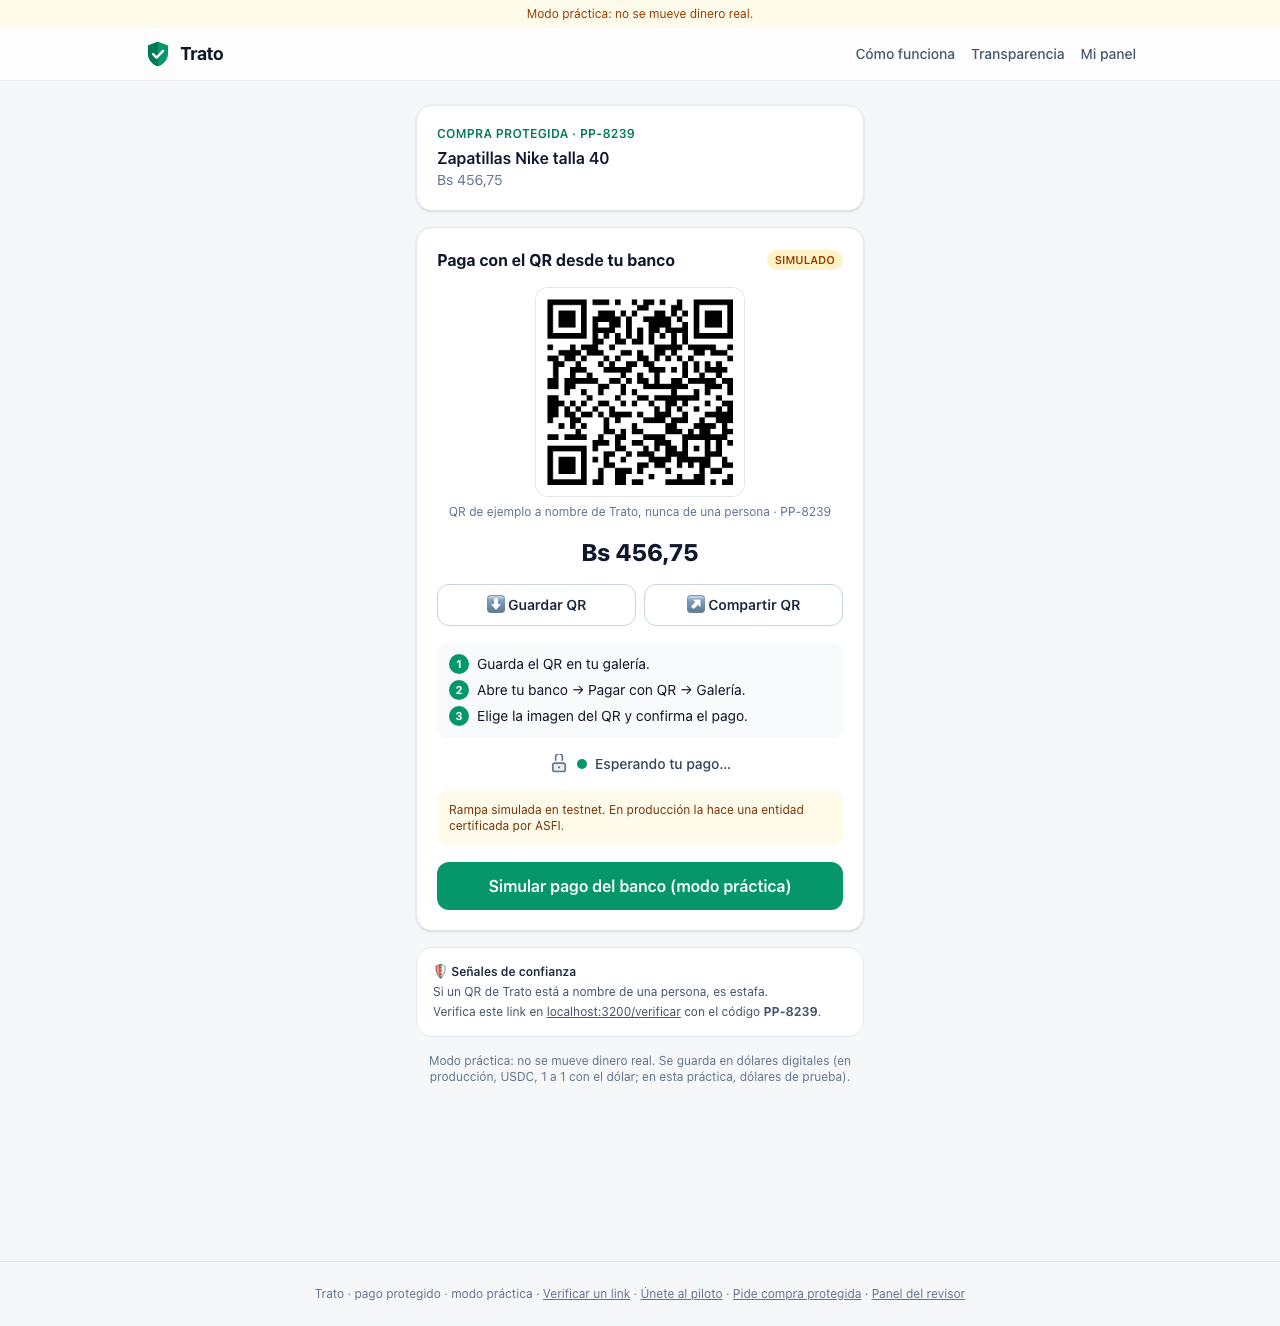 Modo práctica: no se mueve dinero real.
Trato
Cómo funciona Transparencia Mi panel
COMPRA PROTEGIDA · PP-8239
Zapatillas Nike talla 40
Bs 456,75
Paga con el QR desde tu banco
SIMULADO
QR de ejemplo a nombre de Trato, nunca de una persona · PP-8239
Bs 456,75
Guardar QR
Compartir QR
1 Guarda el QR en tu galería.
2 Abre tu banco → Pagar con QR → Galería.
3 Elige la imagen del QR y confirma el pago.
Esperando tu pago...
Rampa simulada en testnet. En producción la hace una entidad
certificada por ASFI.
Simular pago del banco (modo práctica)
Señales de confianza
Si un QR de Trato está a nombre de una persona, es estafa.
Verifica este link en localhost:3200/verificar con el código PP-8239.
Modo práctica: no se mueve dinero real. Se guarda en dólares digitales (en
producción, USDC, 1 a 1 con el dólar; en esta práctica, dólares de prueba).
Trato · pago protegido · modo práctica · Verificar un link · Únete al piloto · Pide compra protegida · Panel del revisor